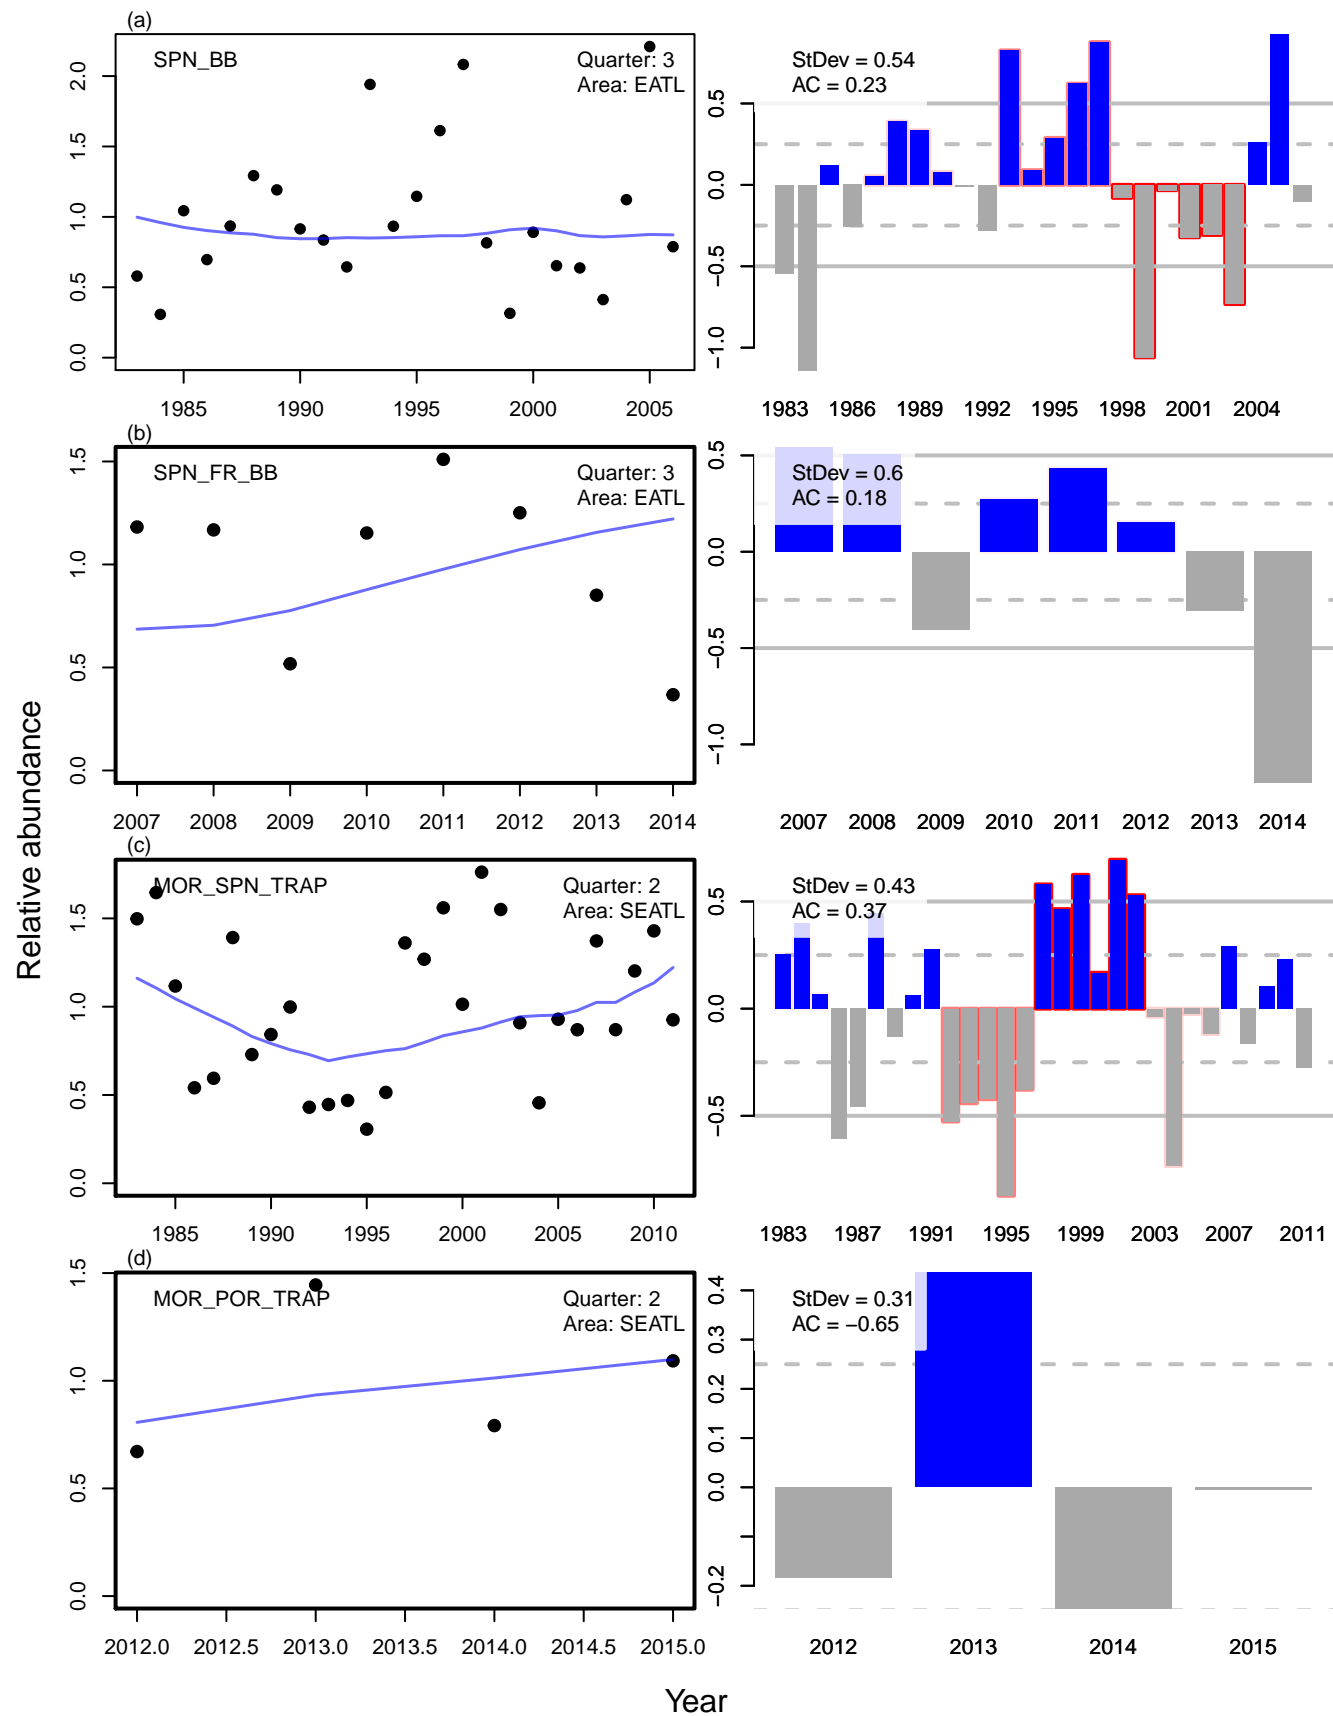 Relative abundance
(a)
SPN_BB
Quarter: 3
Area: EATL
0.0 0.5 1.0 1.5 2.0
1985 1990 1995 2000 2005
StDev = 0.54
AC = 0.23
−1.0 −0.5 0.0 0.5
1983 1986 1989 1992 1995 1998 2001 2004
(b)
SPN_FR_BB
Quarter: 3
Area: EATL
0.0 0.5 1.0 1.5
2007 2008 2009 2010 2011 2012 2013 2014
StDev = 0.6
AC = 0.18
−1.0 −0.5 0.0 0.5
2007 2008 2009 2010 2011 2012 2013 2014
(c)
MOR_SPN_TRAP
Quarter: 2
Area: SEATL
0.0 0.5 1.0 1.5
1985 1990 1995 2000 2005 2010
StDev = 0.43
AC = 0.37
−0.5 0.0 0.5
1983 1987 1991 1995 1999 2003 2007 2011
(d)
MOR_POR_TRAP
Quarter: 2
Area: SEATL
0.0 0.5 1.0 1.5
2012.0 2012.5 2013.0 2013.5 2014.0 2014.5 2015.0
StDev = 0.31
AC = −0.65
−0.2 0.0 0.1 0.2 0.3 0.4
2012 2013 2014 2015
Year